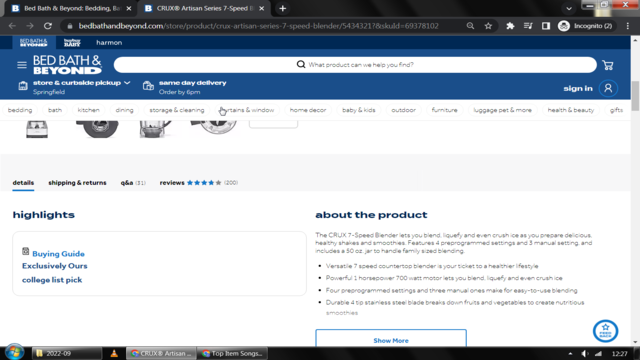 Bed Bath & Beyond: Bedding, Ba
CRUX® Artisan Series 7-Speed Bl
bedbathandbeyond.com/store/product/crux-artisan-series-7-speed-blender/5434321?skuId=69378102
Incognito (2)
BED BATH & BEYOND
BABY
harmon
BED BATH &
BEYOND
What product can we help you find?
store & curbside pickup
Springfield
same day delivery
Order by 6pm
sign in
bedding bath kitchen dining storage & cleaning curtains & window home decor baby & kids outdoor furniture luggage pet & more health & beauty gifts
details shipping & returns q&a (31) reviews (200)
highlights
Buying Guide
Exclusively Ours
college list pick
about the product
The CRUX 7-Speed Blender lets you blend, liquefy and even crush ice as you prepare delicious,
healthy shakes and smoothies. Features 4 preprogrammed settings and 3 manual setting, and
includes a 50 oz. jar to handle family sized blending.
• Versatile 7 speed countertop blender is your ticket to a healthier lifestyle
• Powerful 1 horsepower 700 watt motor lets you blend, liquefy and even crush ice
• Four preprogrammed settings and three manual ones make for easy-to-use blending
• Durable 4 tip stainless steel blade breaks down fruits and vegetables to create nutritious
smoothies
Show More
FEED
BACK
2022-09
CRUX® Artisan ...
Top Item Songs...
12:27